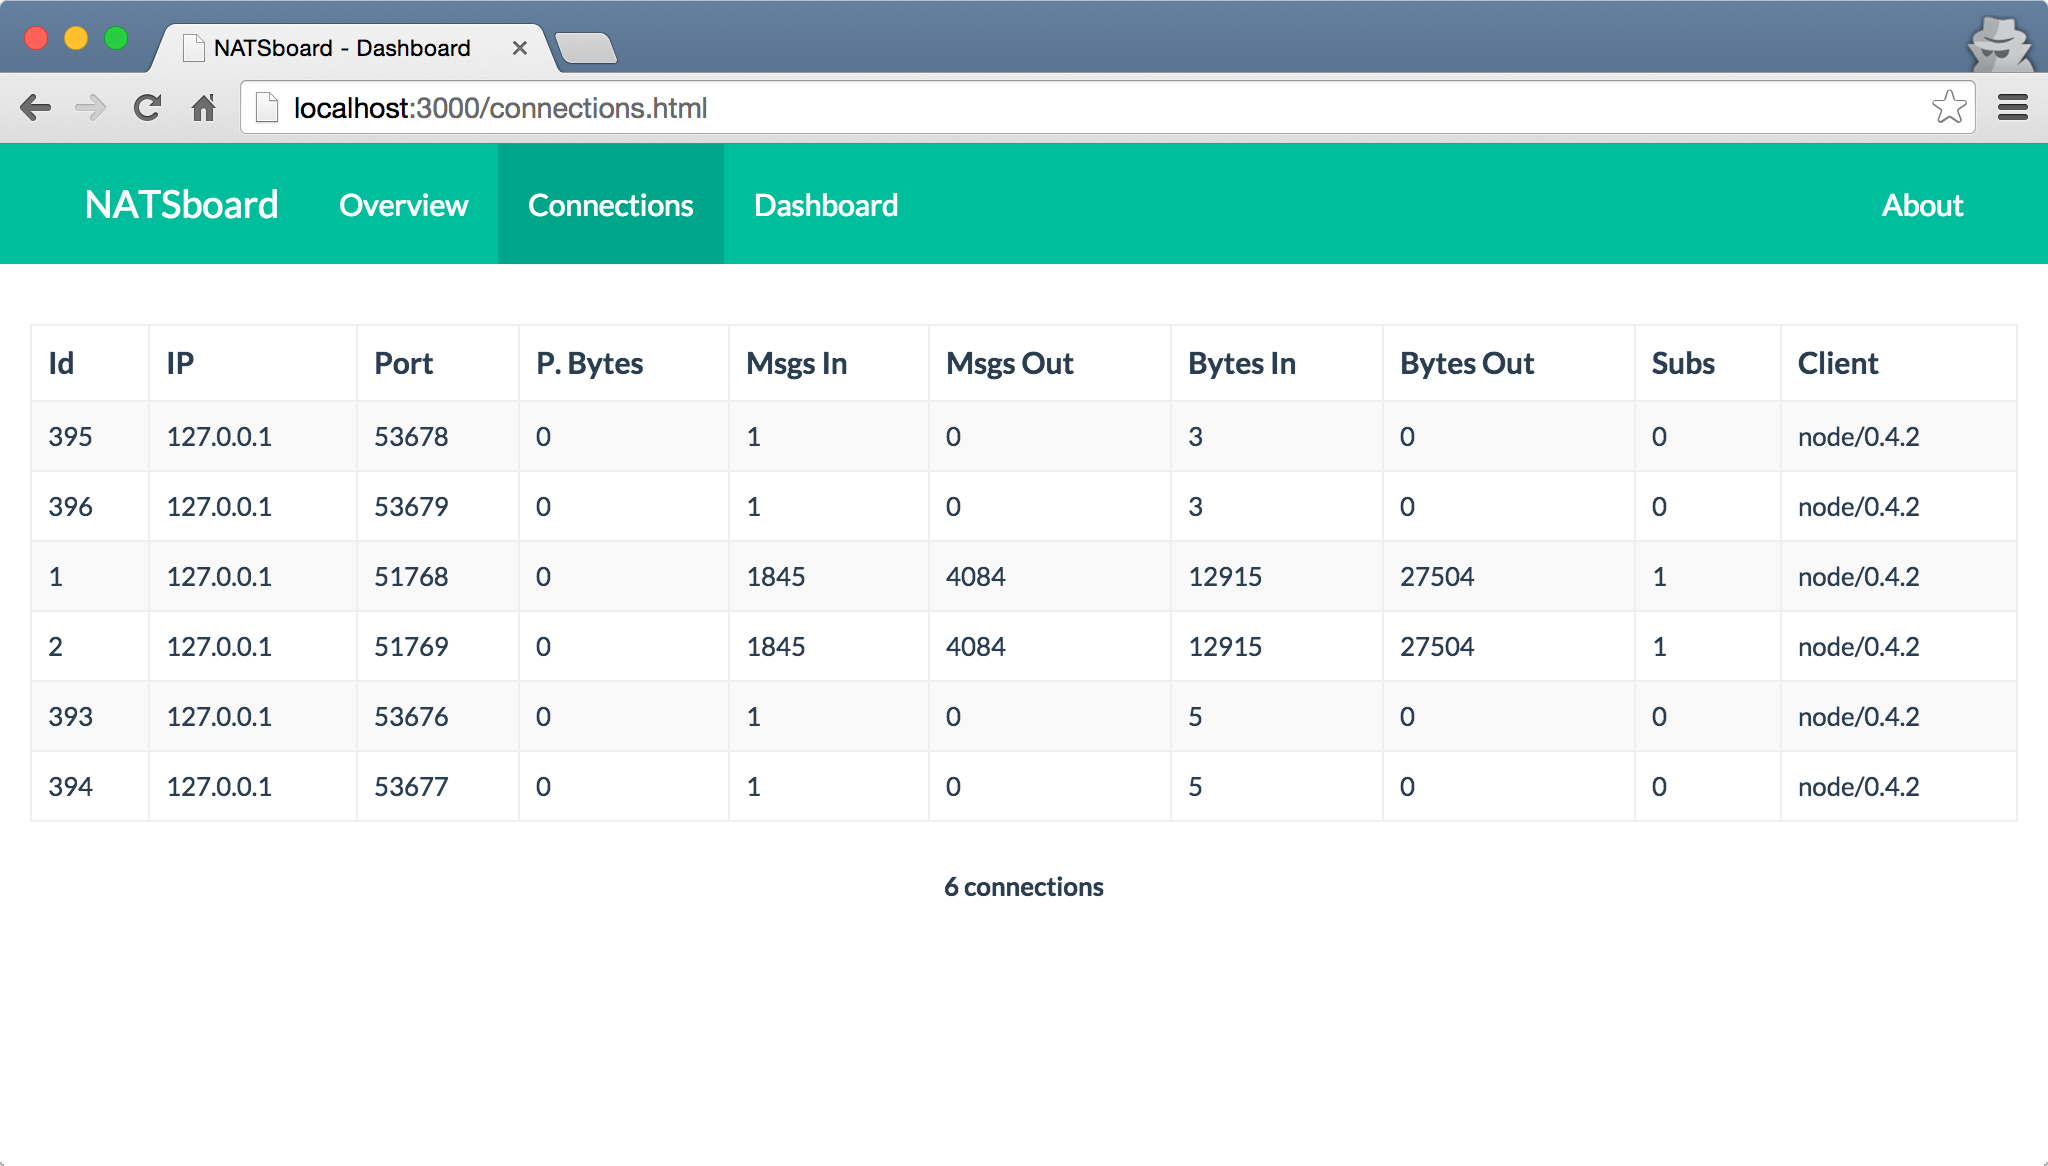 NATSboard - Dashboard
localhost:3000/connections.html
NATSboard Overview Connections Dashboard About
Id IP Port P. Bytes Msgs In Msgs Out Bytes In Bytes Out Subs Client
395 127.0.0.1 53678 0 1 0 3 0 0 node/0.4.2
396 127.0.0.1 53679 0 1 0 3 0 0 node/0.4.2
1 127.0.0.1 51768 0 1845 4084 12915 27504 1 node/0.4.2
2 127.0.0.1 51769 0 1845 4084 12915 27504 1 node/0.4.2
393 127.0.0.1 53676 0 1 0 5 0 0 node/0.4.2
394 127.0.0.1 53677 0 1 0 5 0 0 node/0.4.2
6 connections